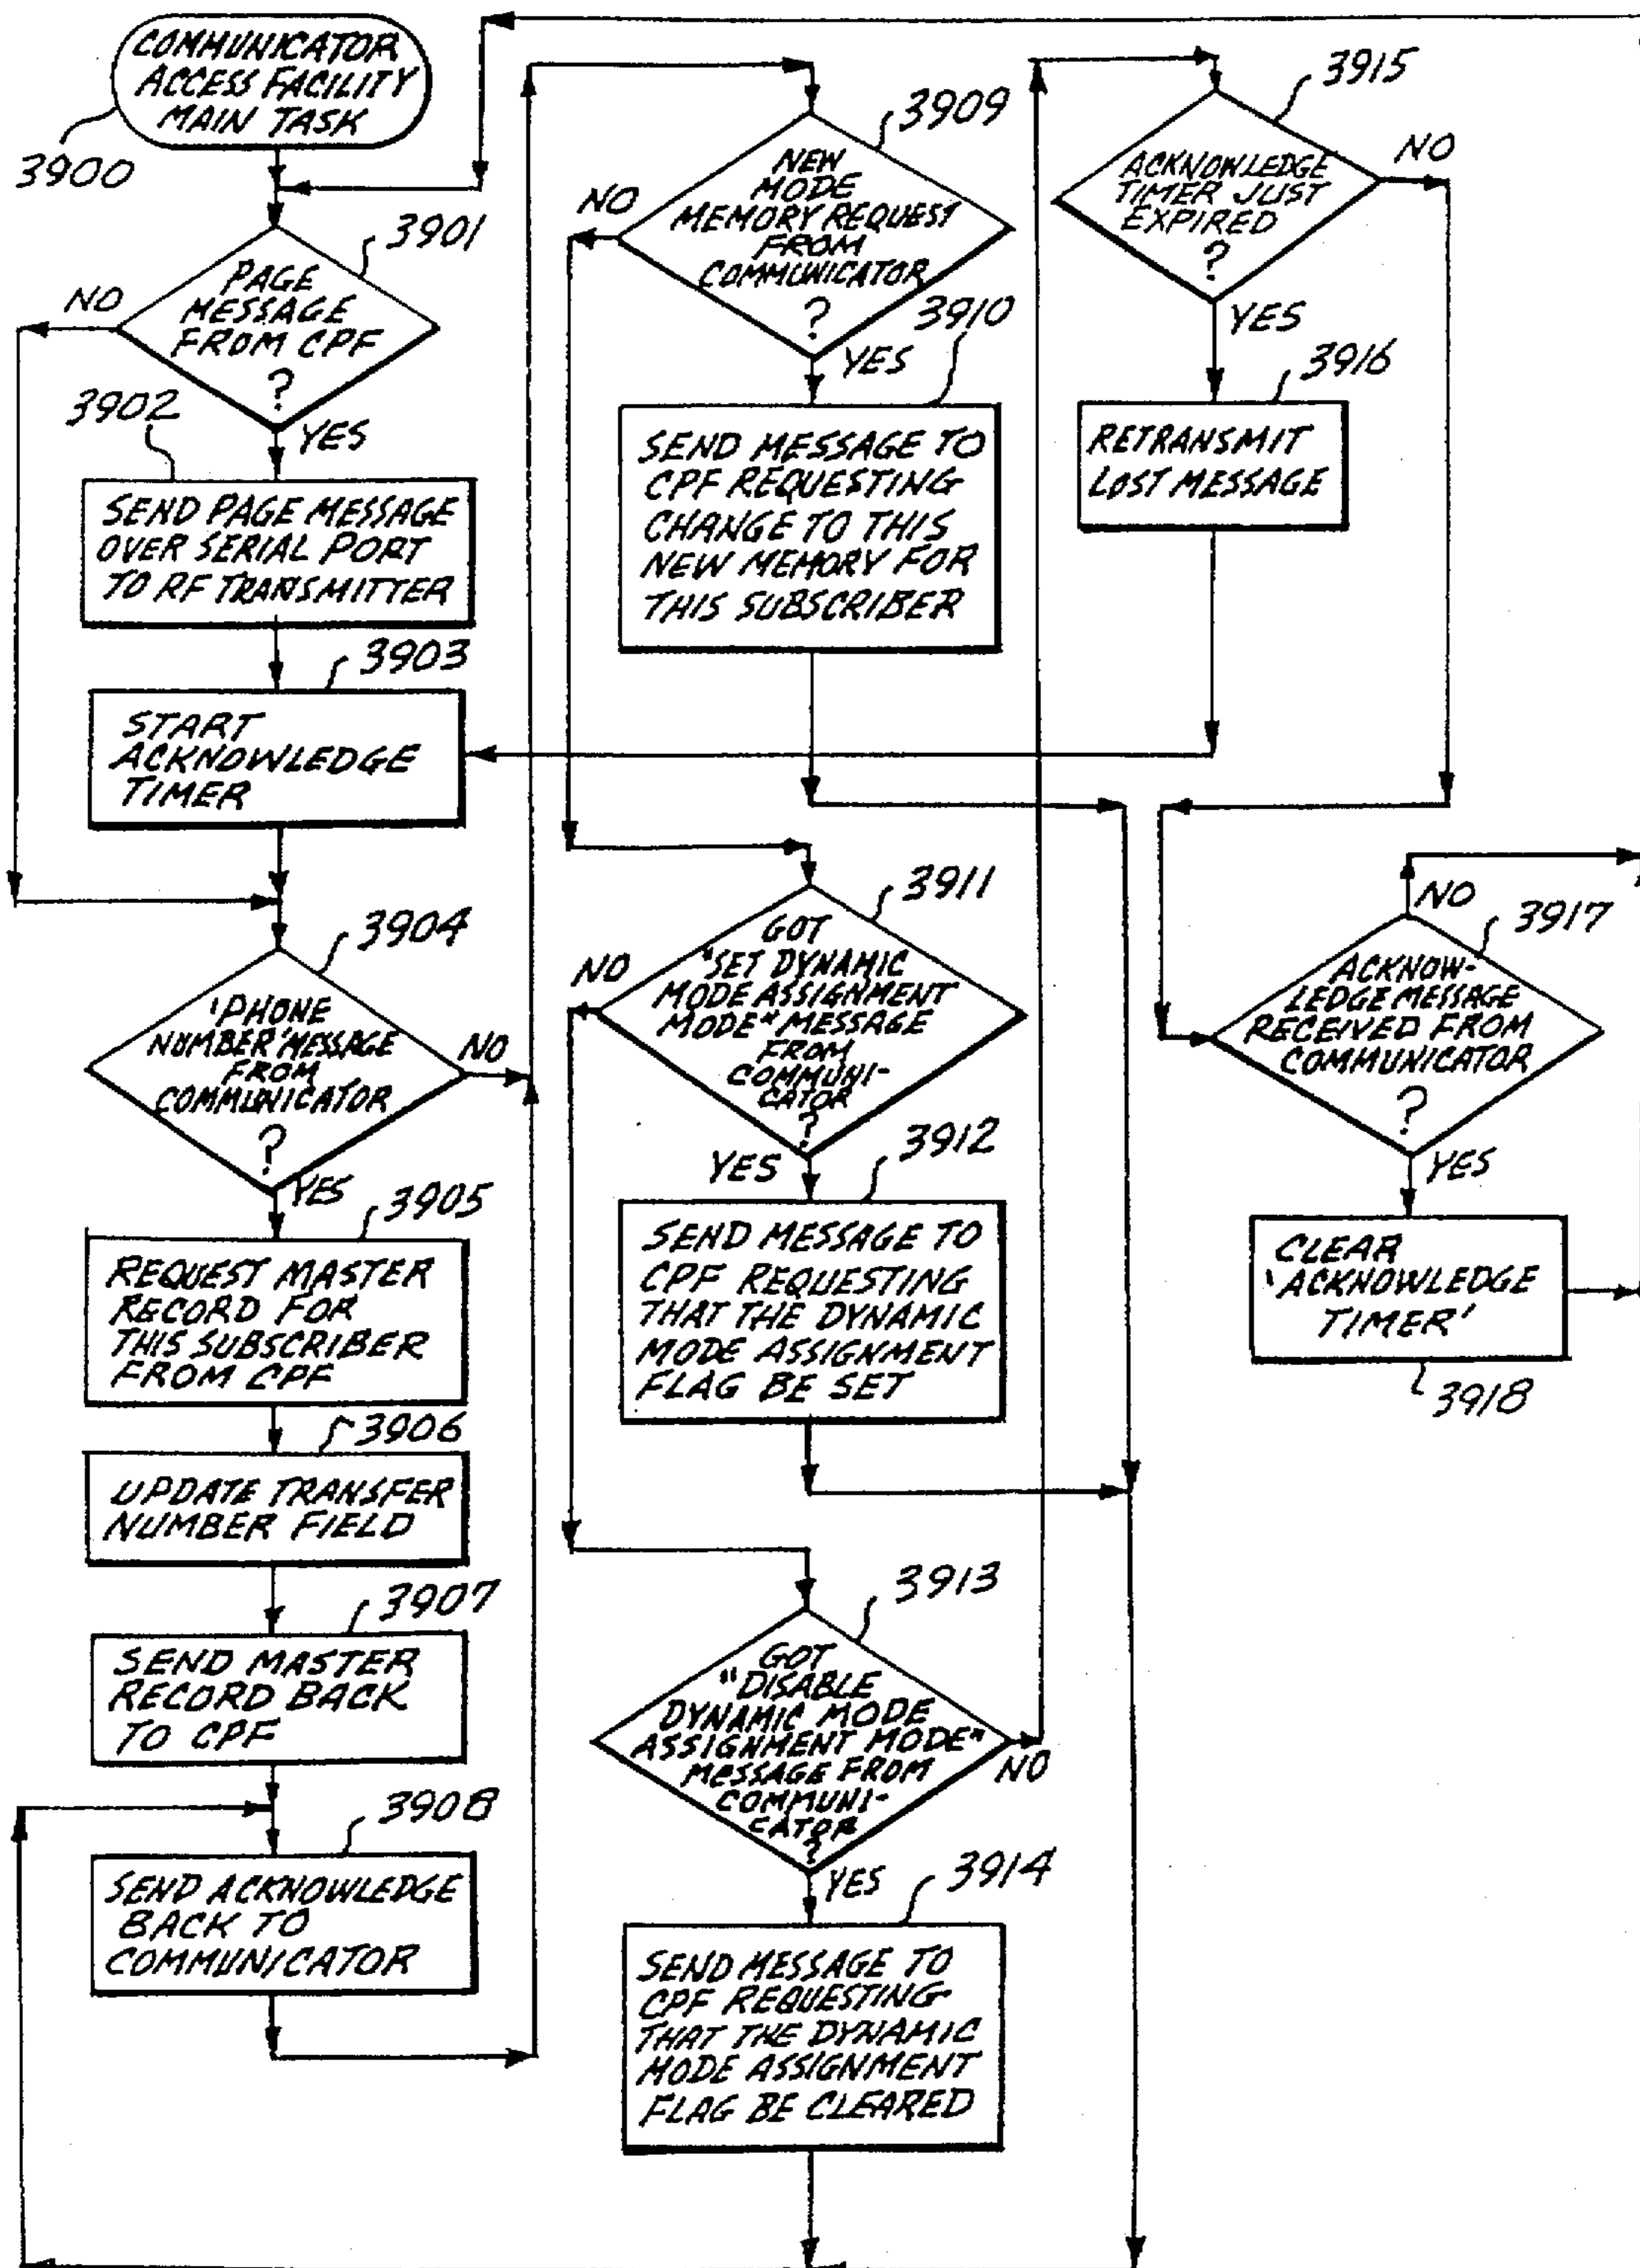 COMMUNICATOR
ACCESS FACILITY
MAIN TASK
3900
3901
PAGE
MESSAGE
FROM CPF
?
NO
YES
3902
SEND PAGE MESSAGE
OVER SERIAL PORT
TO RF TRANSMITTER
3903
START
ACKNOWLEDGE
TIMER
3904
'PHONE
NUMBER' MESSAGE
FROM
COMMUNICATOR
?
NO
YES
3905
REQUEST MASTER
RECORD FOR
THIS SUBSCRIBER
FROM CPF
3906
UPDATE TRANSFER
NUMBER FIELD
3907
SEND MASTER
RECORD BACK
TO CPF
3908
SEND ACKNOWLEDGE
BACK TO
COMMUNICATOR
3909
NEW
MODE
MEMORY REQUEST
FROM
COMMUNICATOR
?
NO
YES
3910
SEND MESSAGE TO
CPF REQUESTING
CHANGE TO THIS
NEW MEMORY FOR
THIS SUBSCRIBER
3911
GOT
"SET DYNAMIC
MODE ASSIGNMENT
MODE" MESSAGE
FROM
COMMUNI-
CATOR
?
NO
YES
3912
SEND MESSAGE TO
CPF REQUESTING
THAT THE DYNAMIC
MODE ASSIGNMENT
FLAG BE SET
3913
GOT
"DISABLE
DYNAMIC MODE
ASSIGNMENT MODE"
MESSAGE FROM
COMMUNI-
CATOR
?
NO
YES
3914
SEND MESSAGE TO
CPF REQUESTING
THAT THE DYNAMIC
MODE ASSIGNMENT
FLAG BE CLEARED
3915
ACKNOWLEDGE
TIMER JUST
EXPIRED
?
NO
YES
3916
RETRANSMIT
LOST MESSAGE
3917
NO
ACKNOW-
LEDGE MESSAGE
RECEIVED FROM
COMMUNICATOR
?
YES
CLEAR
'ACKNOWLEDGE
TIMER'
3918